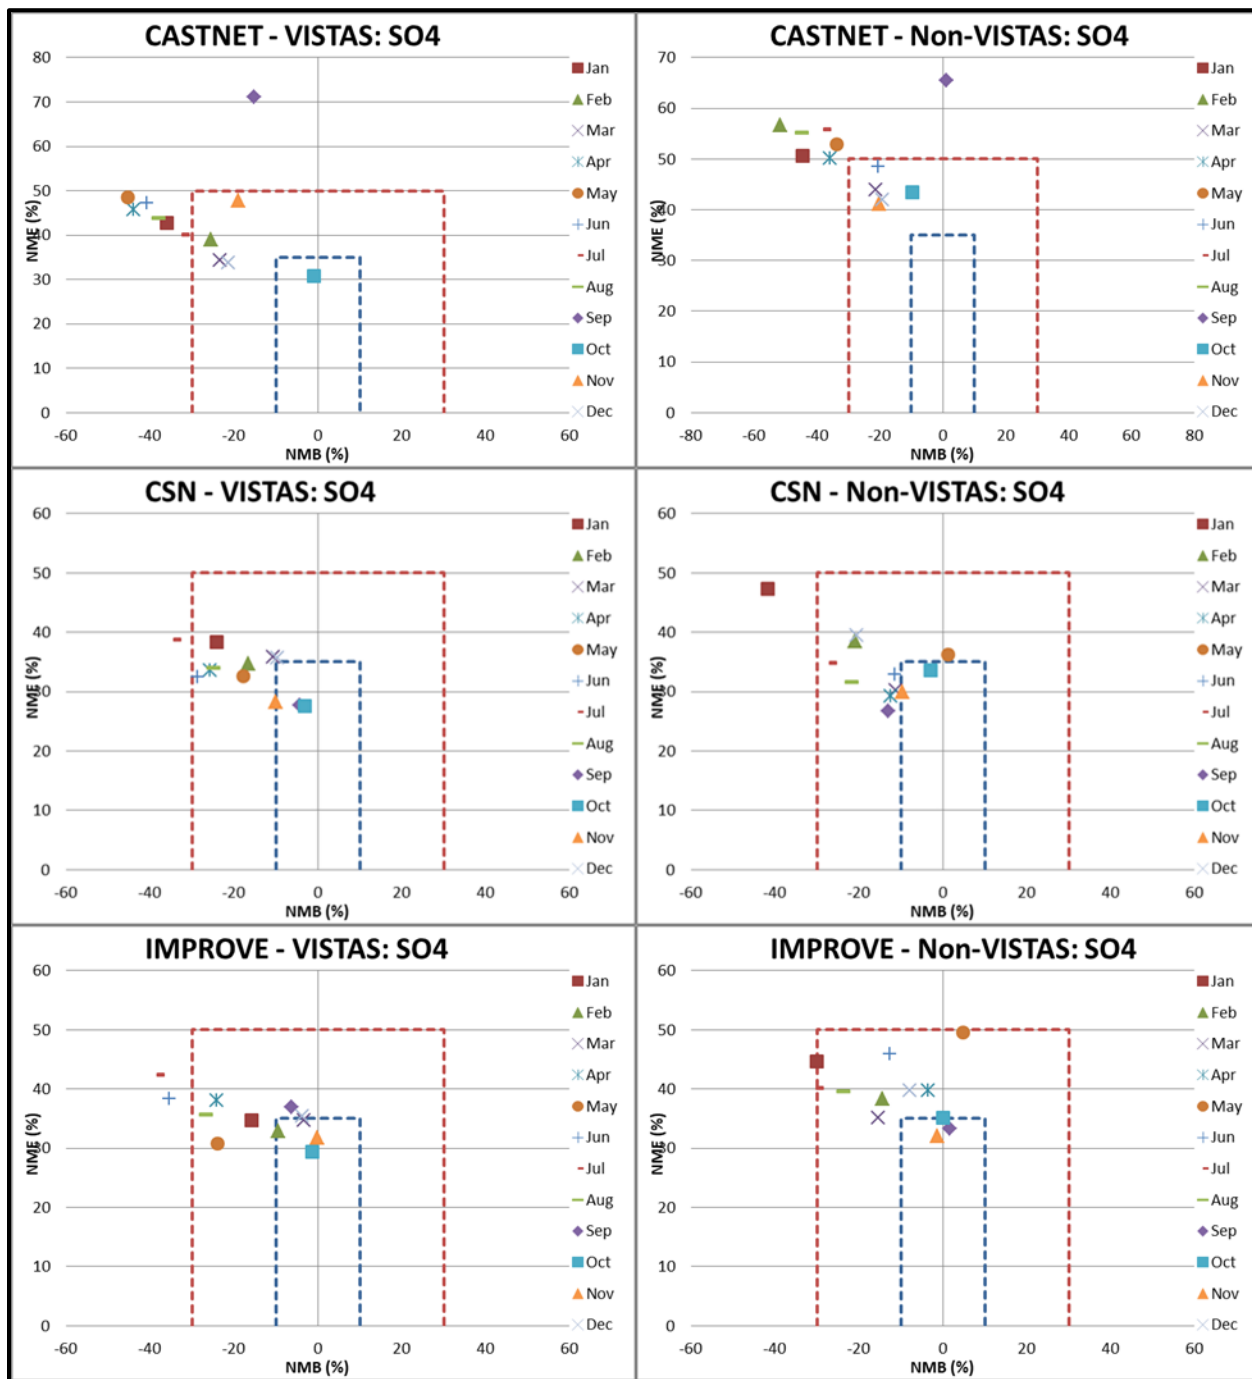 CASTNET - VISTAS: SO4
80
70
60
50
40
30
20
10
0
NME (%)
-60 -40 -20 0 20 40 60
NMB (%)
Jan
Feb
Mar
Apr
May
Jun
Jul
Aug
Sep
Oct
Nov
Dec
CASTNET - Non-VISTAS: SO4
70
60
50
40
30
20
10
0
NME (%)
-80 -60 -40 -20 0 20 40 60 80
NMB (%)
Jan
Feb
Mar
Apr
May
Jun
Jul
Aug
Sep
Oct
Nov
Dec
CSN - VISTAS: SO4
60
50
40
30
20
10
0
NME (%)
-60 -40 -20 0 20 40 60
NMB (%)
Jan
Feb
Mar
Apr
May
Jun
Jul
Aug
Sep
Oct
Nov
Dec
CSN - Non-VISTAS: SO4
60
50
40
30
20
10
0
NME (%)
-60 -40 -20 0 20 40 60
NMB (%)
Jan
Feb
Mar
Apr
May
Jun
Jul
Aug
Sep
Oct
Nov
Dec
IMPROVE - VISTAS: SO4
60
50
40
30
20
10
0
NME (%)
-60 -40 -20 0 20 40 60
NMB (%)
Jan
Feb
Mar
Apr
May
Jun
Jul
Aug
Sep
Oct
Nov
Dec
IMPROVE - Non-VISTAS: SO4
60
50
40
30
20
10
0
NME (%)
-60 -40 -20 0 20 40 60
NMB (%)
Jan
Feb
Mar
Apr
May
Jun
Jul
Aug
Sep
Oct
Nov
Dec